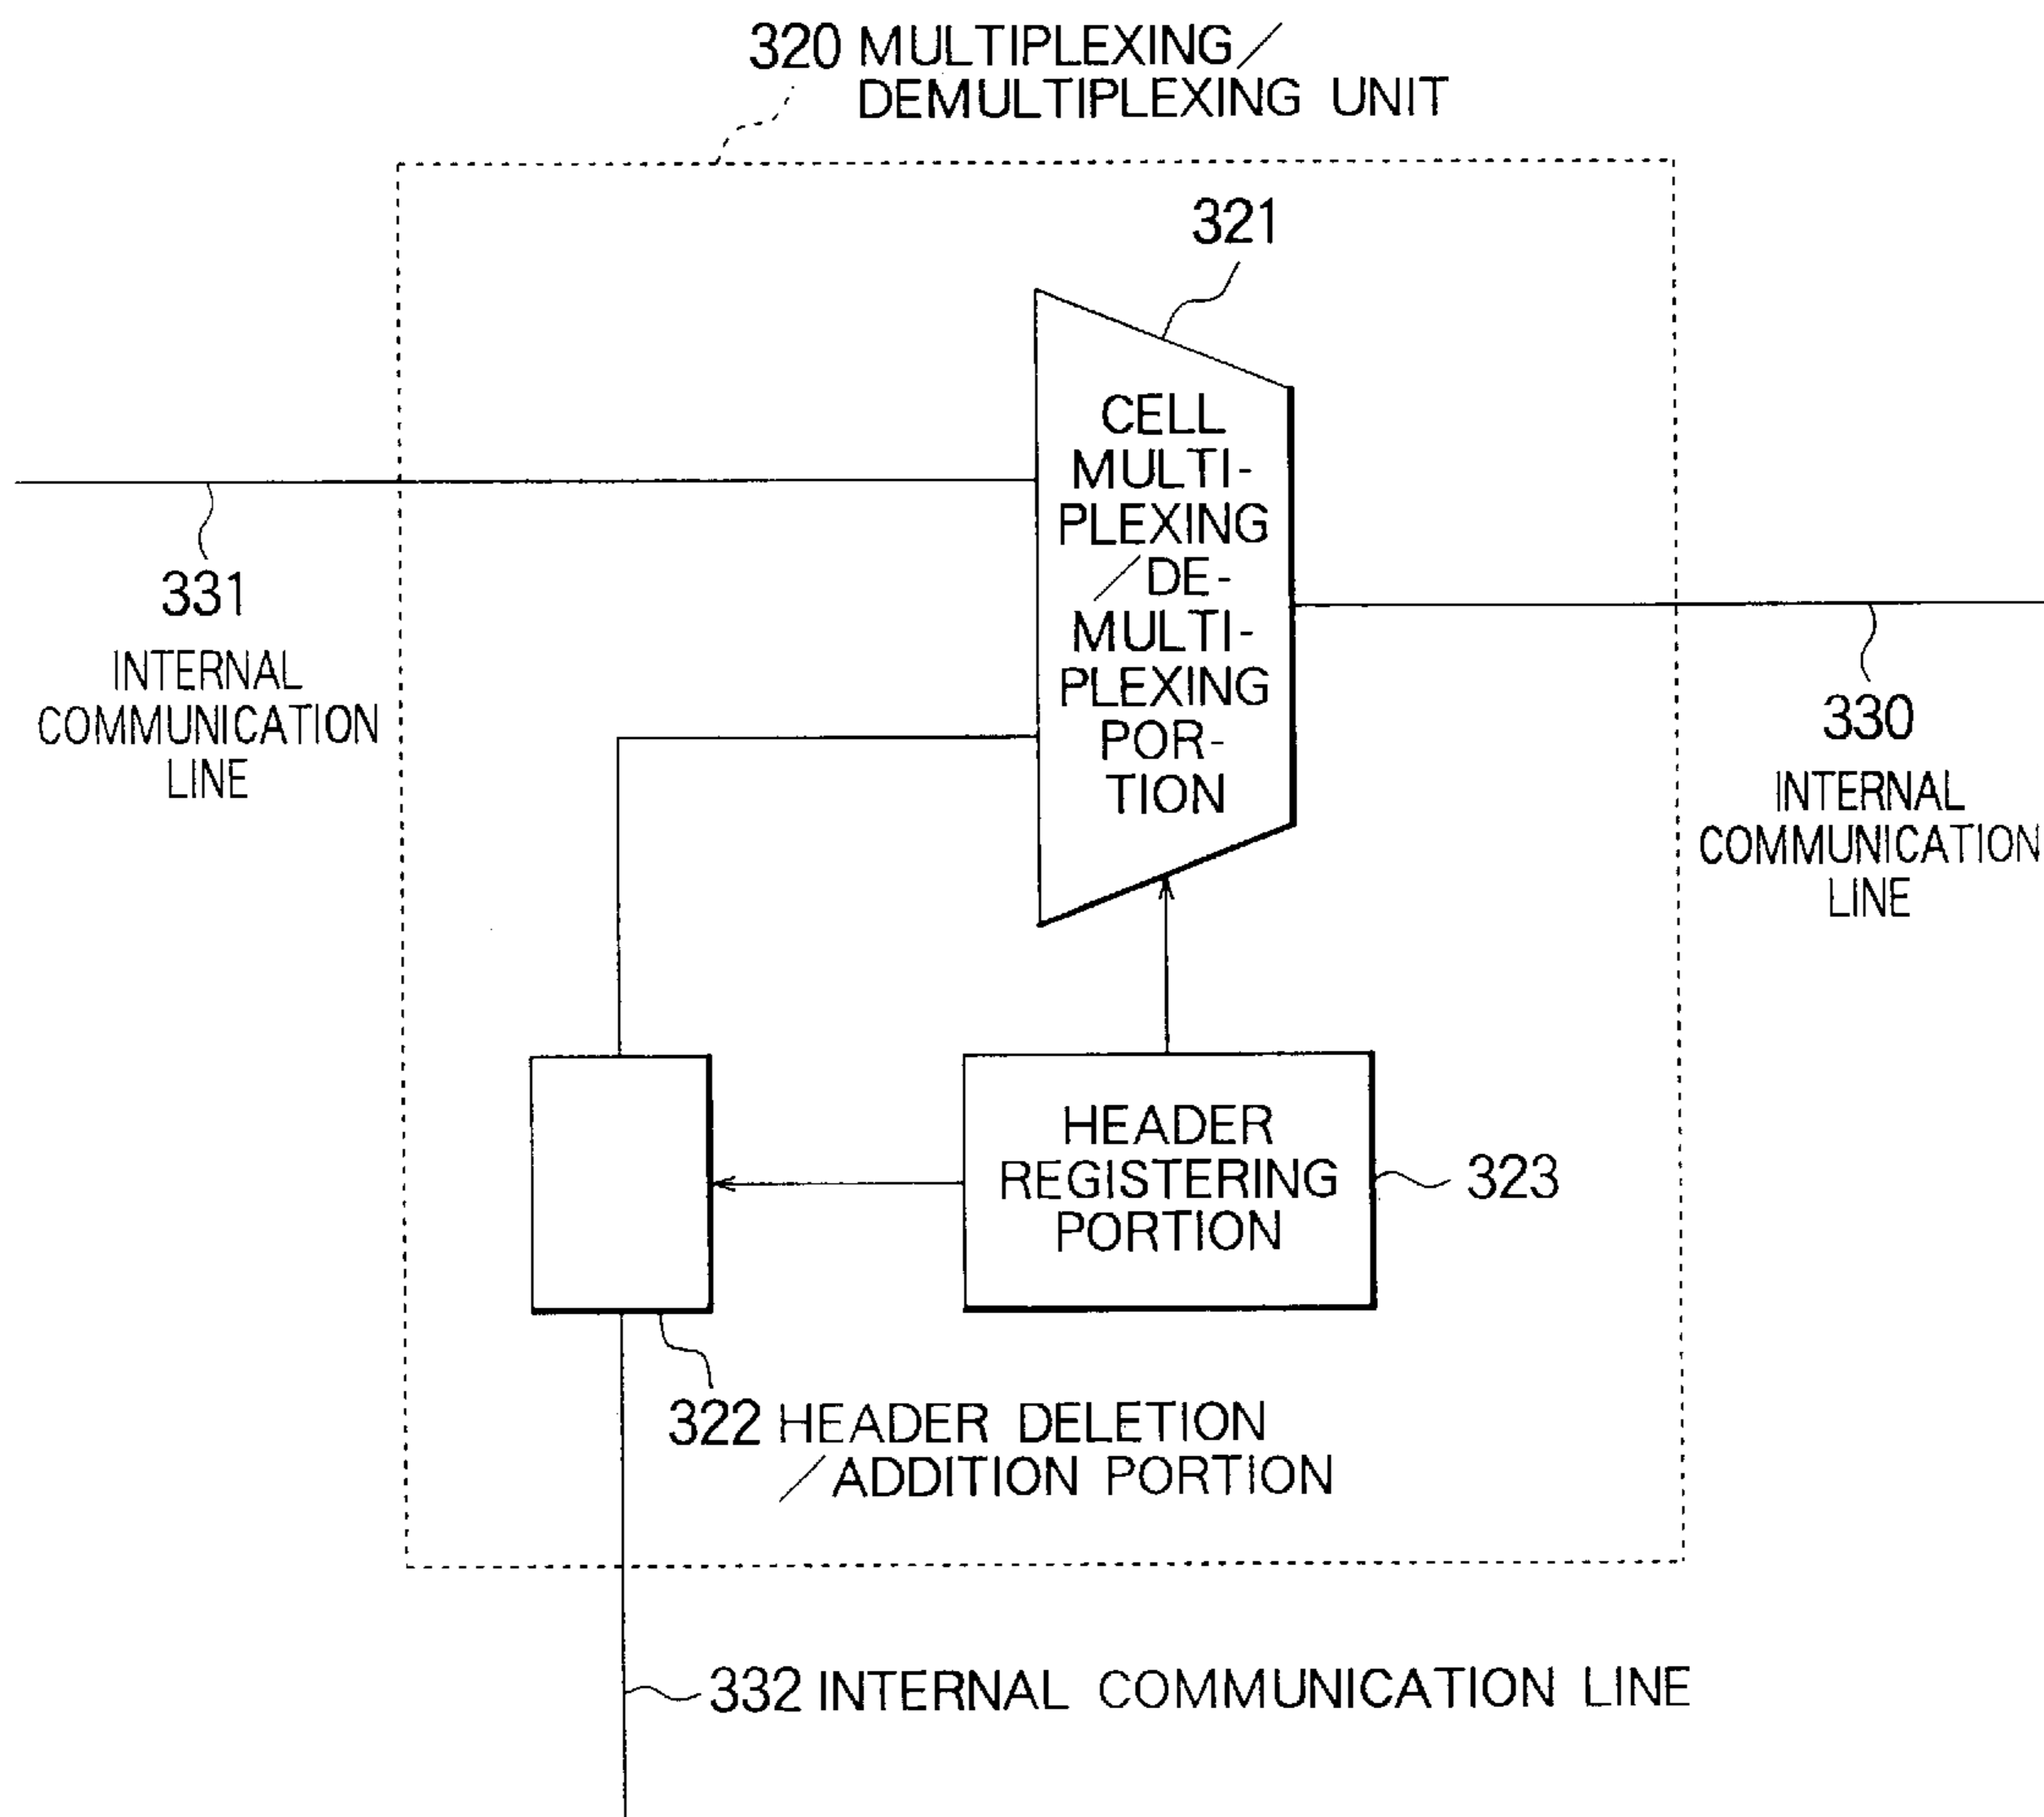 320 MULTIPLEXING/
DEMULTIPLEXING UNIT
321
CELL
MULTI-
PLEXING
/DE-
MULTI-
PLEXING
POR-
TION
331
INTERNAL
COMMUNICATION
LINE
330
INTERNAL
COMMUNICATION
LINE
HEADER
REGISTERING
PORTION
323
322 HEADER DELETION
/ADDITION PORTION
332 INTERNAL COMMUNICATION LINE